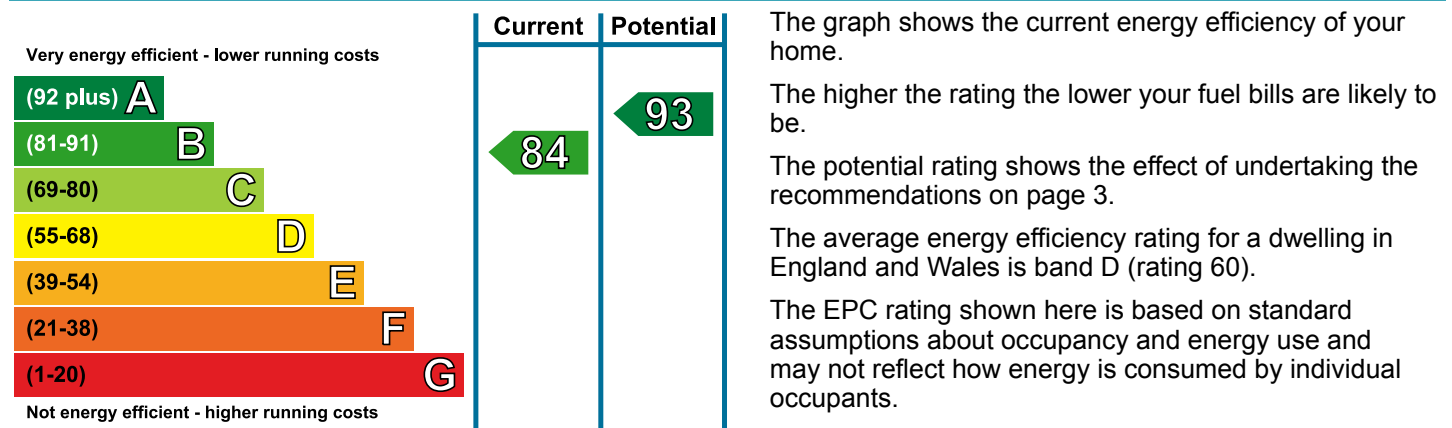 Current Potential
Very energy efficient - lower running costs
(92 plus) A
(81-91) B
(69-80) C
(55-68) D
(39-54) E
(21-38) F
(1-20) G
Not energy efficient - higher running costs
84
93
The graph shows the current energy efficiency of your
home.
The higher the rating the lower your fuel bills are likely to
be.
The potential rating shows the effect of undertaking the
recommendations on page 3.
The average energy efficiency rating for a dwelling in
England and Wales is band D (rating 60).
The EPC rating shown here is based on standard
assumptions about occupancy and energy use and
may not reflect how energy is consumed by individual
occupants.